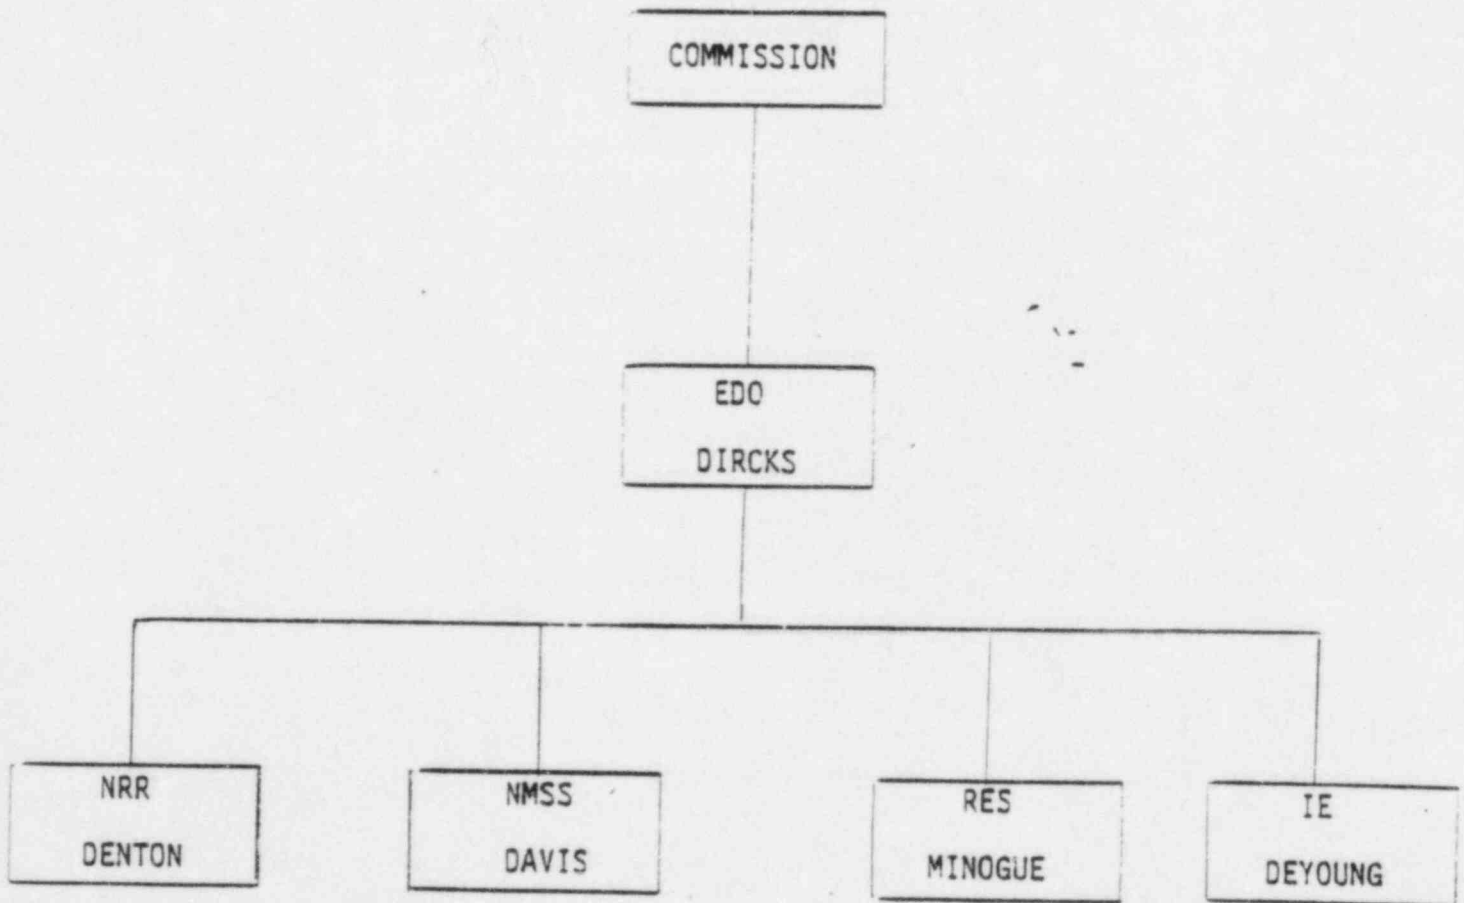 COMMISSION
EDO
DIRCKS
NRR
DENTON
NMSS
DAVIS
RES
MINOGUE
IE
DEYOUNG